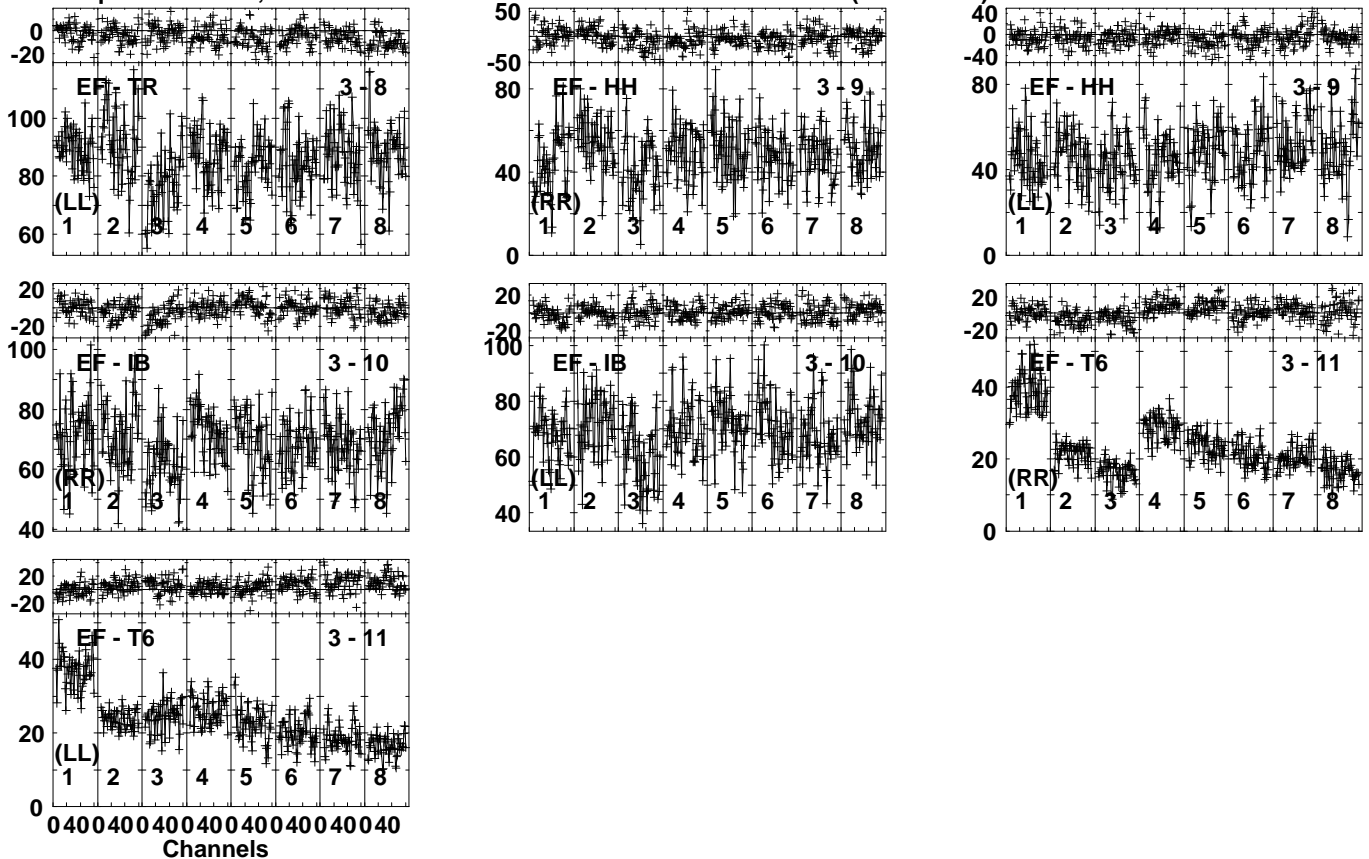 0
-20
EF - TR
3 - 8
100
80
60
(LL)
1 2 3 4 5 6 7 8
50
-50
EF - HH
3 - 9
80
40
0
(RR)
1 2 3 4 5 6 7 8
40
0
-40
EF - HH
3 - 9
80
40
0
(LL)
1 2 3 4 5 6 7 8
20
-20
EF - IB
3 - 10
100
80
60
40
(RR)
1 2 3 4 5 6 7 8
20
-20
EF - IB
3 - 10
100
80
60
40
(LL)
1 2 3 4 5 6 7 8
20
-20
EF - T6
3 - 11
40
20
0
(RR)
1 2 3 4 5 6 7 8
20
-20
EF - T6
3 - 11
40
20
0
(LL)
1 2 3 4 5 6 7 8
0 40 0 40 0 40 0 40 0 40 0 40 0 40 0 40
Channels